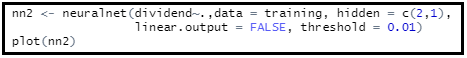 nn2 <- neuralnet(dividend~.,data = training, hidden = c(2,1),
linear.output = FALSE, threshold = 0.01)
plot(nn2)